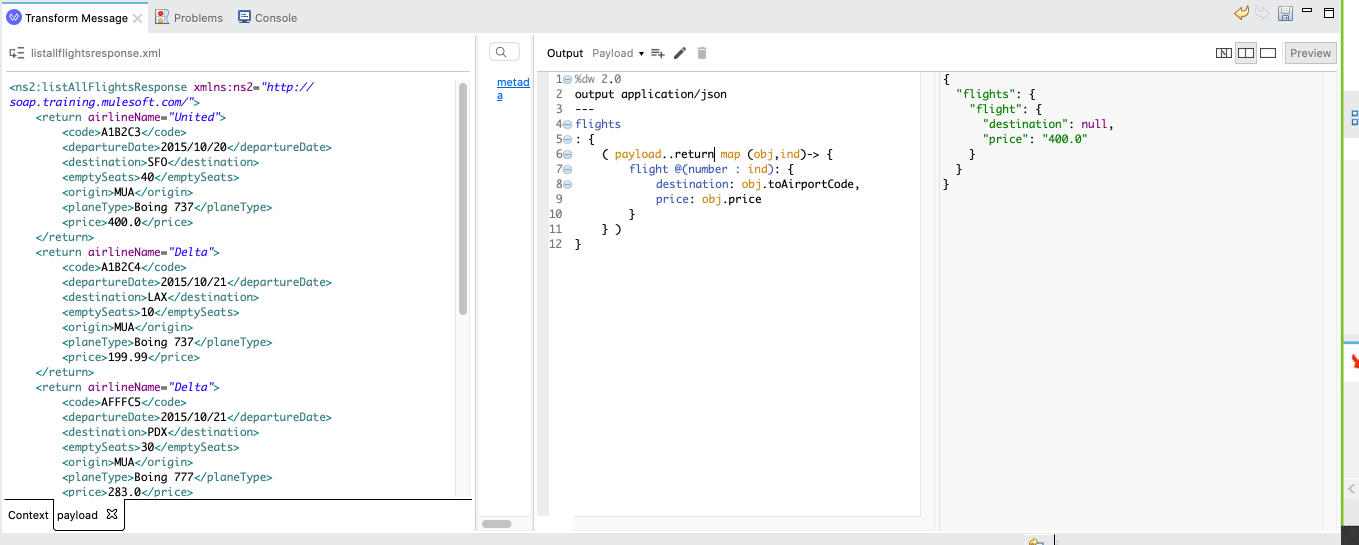 Transform Message
Problems
Console
listallflightsresponse.xml
<ns2:listAllFlightsResponse xmlns:ns2="http://
soap.training.mulesoft.com/">
<return airlineName="United">
<code>A1B2C3</code>
<departureDate>2015/10/20</departureDate>
<destination>SFO</destination>
<emptySeats>40</emptySeats>
<origin>MUA</origin>
<planeType>Boing 737</planeType>
<price>400.0</price>
</return>
<return airlineName="Delta">
<code>A1B2C4</code>
<departureDate>2015/10/21</departureDate>
<destination>LAX</destination>
<emptySeats>10</emptySeats>
<origin>MUA</origin>
<planeType>Boing 737</planeType>
<price>199.99</price>
</return>
<return airlineName="Delta">
<code>AFFFC5</code>
<departureDate>2015/10/21</departureDate>
<destination>PDX</destination>
<emptySeats>30</emptySeats>
<origin>MUA</origin>
<planeType>Boing 777</planeType>
<price>283.0</price>
Context payload
metad
a
Output Payload
Preview
1 %dw 2.0
2 output application/json
3 ---
4 flights
5 : {
6 ( payload..return map (obj,ind)-> {
7 flight @(number : ind): {
8 destination: obj.toAirportCode,
9 price: obj.price
10 }
11 } )
12 }
{
"flights": {
"flight": {
"destination": null,
"price": "400.0"
}
}
}